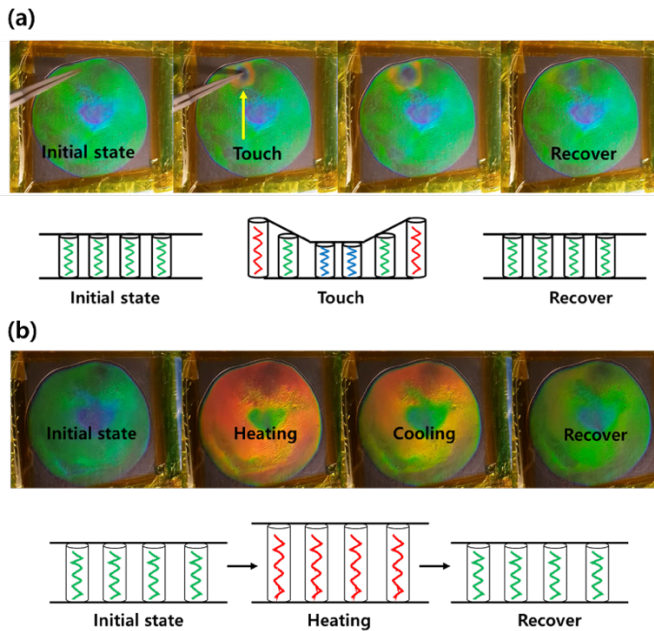 (a)
Initial state
Touch
Recover
Initial state
Touch
Recover
(b)
Initial state
Heating
Cooling
Recover
Initial state
Heating
Recover